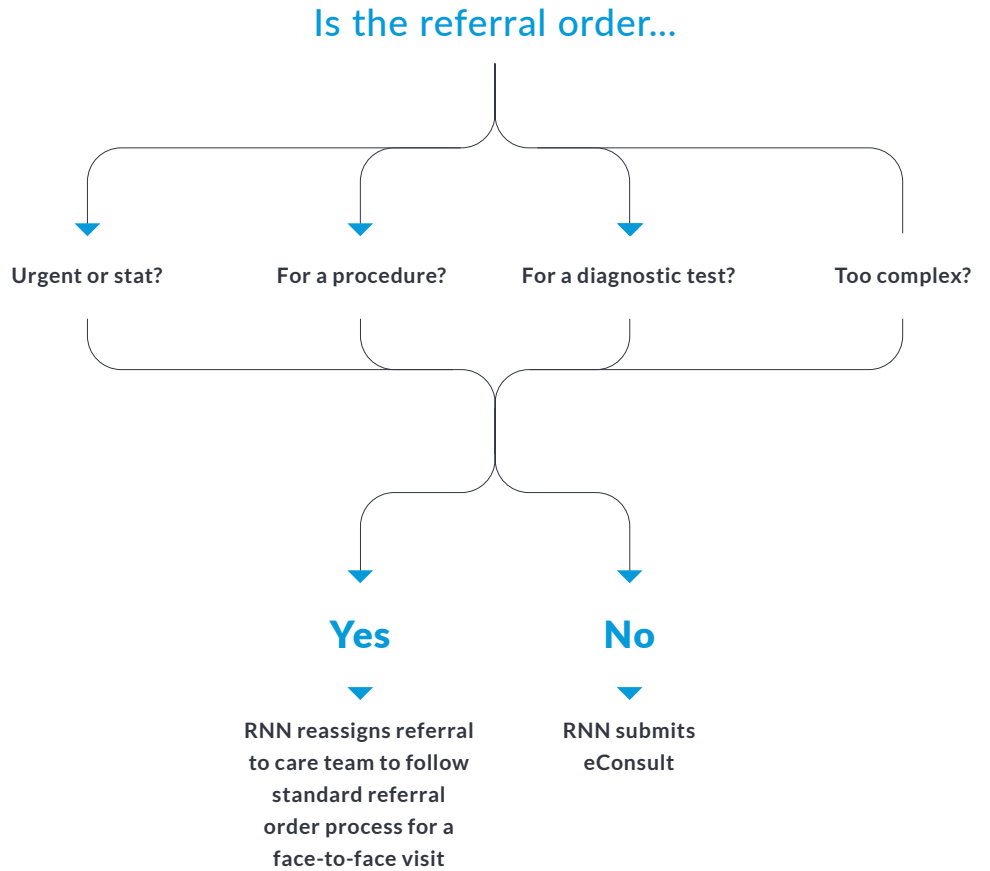 Is the referral order...
Urgent or stat?
For a procedure?
For a diagnostic test?
Too complex?
Yes
No
RNN reassigns referral
to care team to follow
standard referral
order process for a
face-to-face visit
RNN submits
eConsult